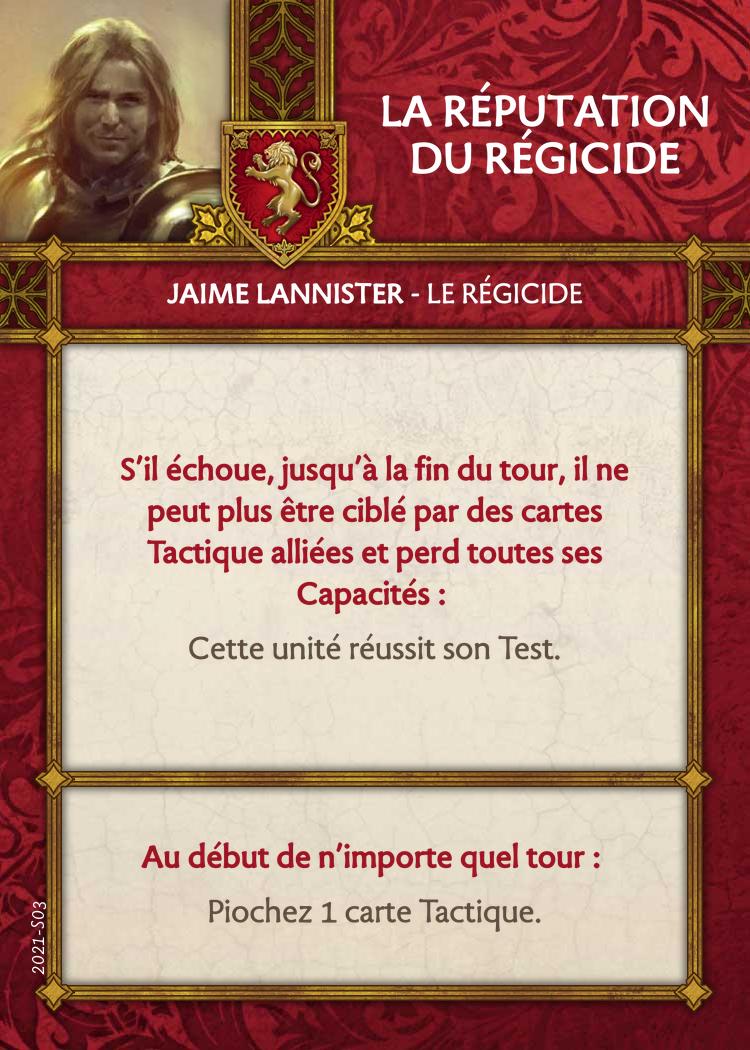 LA RÉPUTATION
DU RÉGICIDE
JAIME LANNISTER - LE RÉGICIDE
S'il échoue, jusqu'à la fin du tour, il ne
peut plus être ciblé par des cartes
Tactique alliées et perd toutes ses
Capacités :
Cette unité réussit son Test.
Au début de n'importe quel tour :
Piochez 1 carte Tactique.
2021-S03